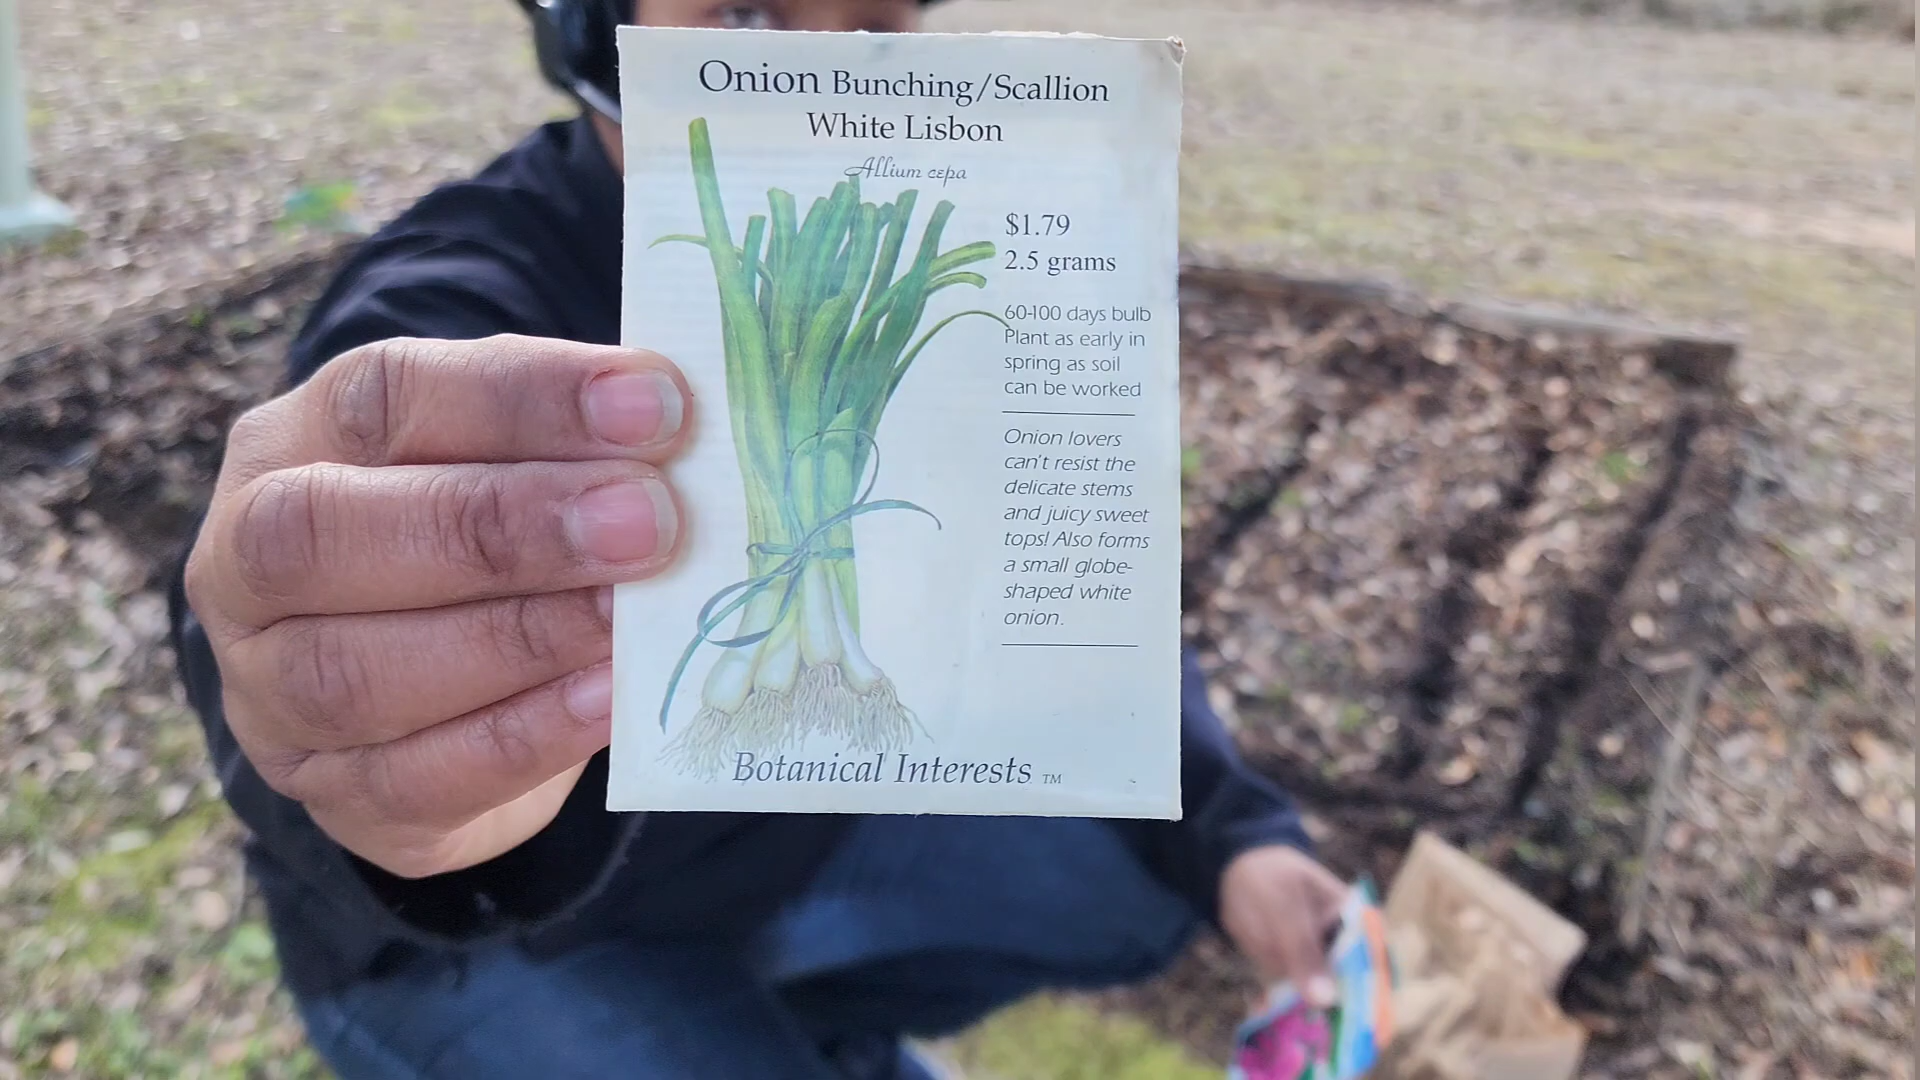 Onion Bunching/Scallion
White Lisbon
Allium cepa
$1.79
2.5 grams
60-100 days bulb
Plant as early in
spring as soil
can be worked
Onion lovers
can't resist the
delicate stems
and juicy sweet
tops! Also forms
a small globe-
shaped white
onion.
Botanical Interests TM